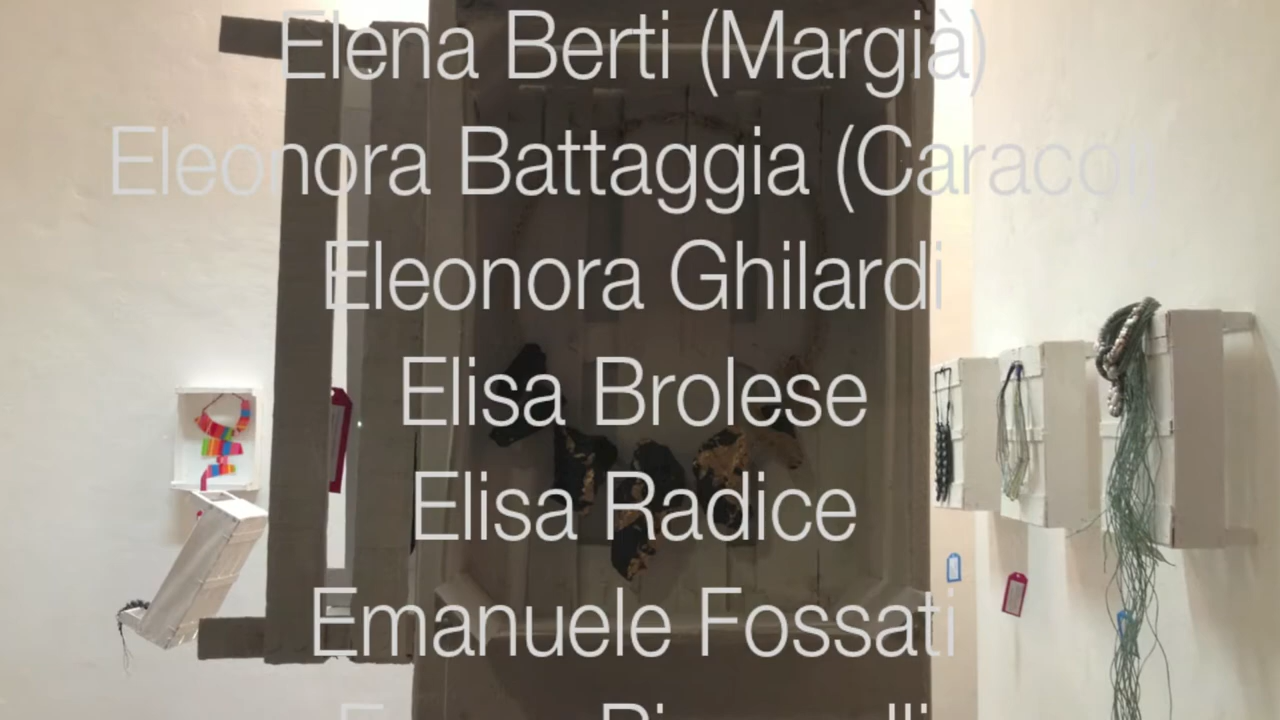 Elena Berti (Margià)
Eleonora Battaggia (Caracol)
Eleonora Ghilardi
Elisa Brolese
Elisa Radice
Emanuele Fossati